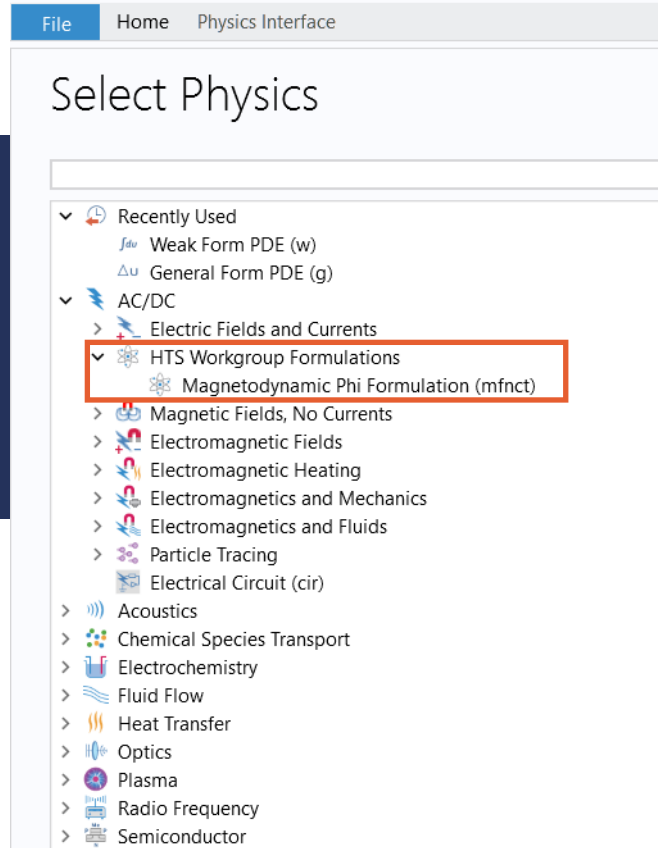 File Home Physics Interface
Select Physics
Recently Used
∫du Weak Form PDE (w)
Δu General Form PDE (g)
AC/DC
Electric Fields and Currents
HTS Workgroup Formulations
Magnetodynamic Phi Formulation (mfnct)
Magnetic Fields, No Currents
Electromagnetic Fields
Electromagnetic Heating
Electromagnetics and Mechanics
Electromagnetics and Fluids
Particle Tracing
Electrical Circuit (cir)
Acoustics
Chemical Species Transport
Electrochemistry
Fluid Flow
Heat Transfer
Optics
Plasma
Radio Frequency
Semiconductor